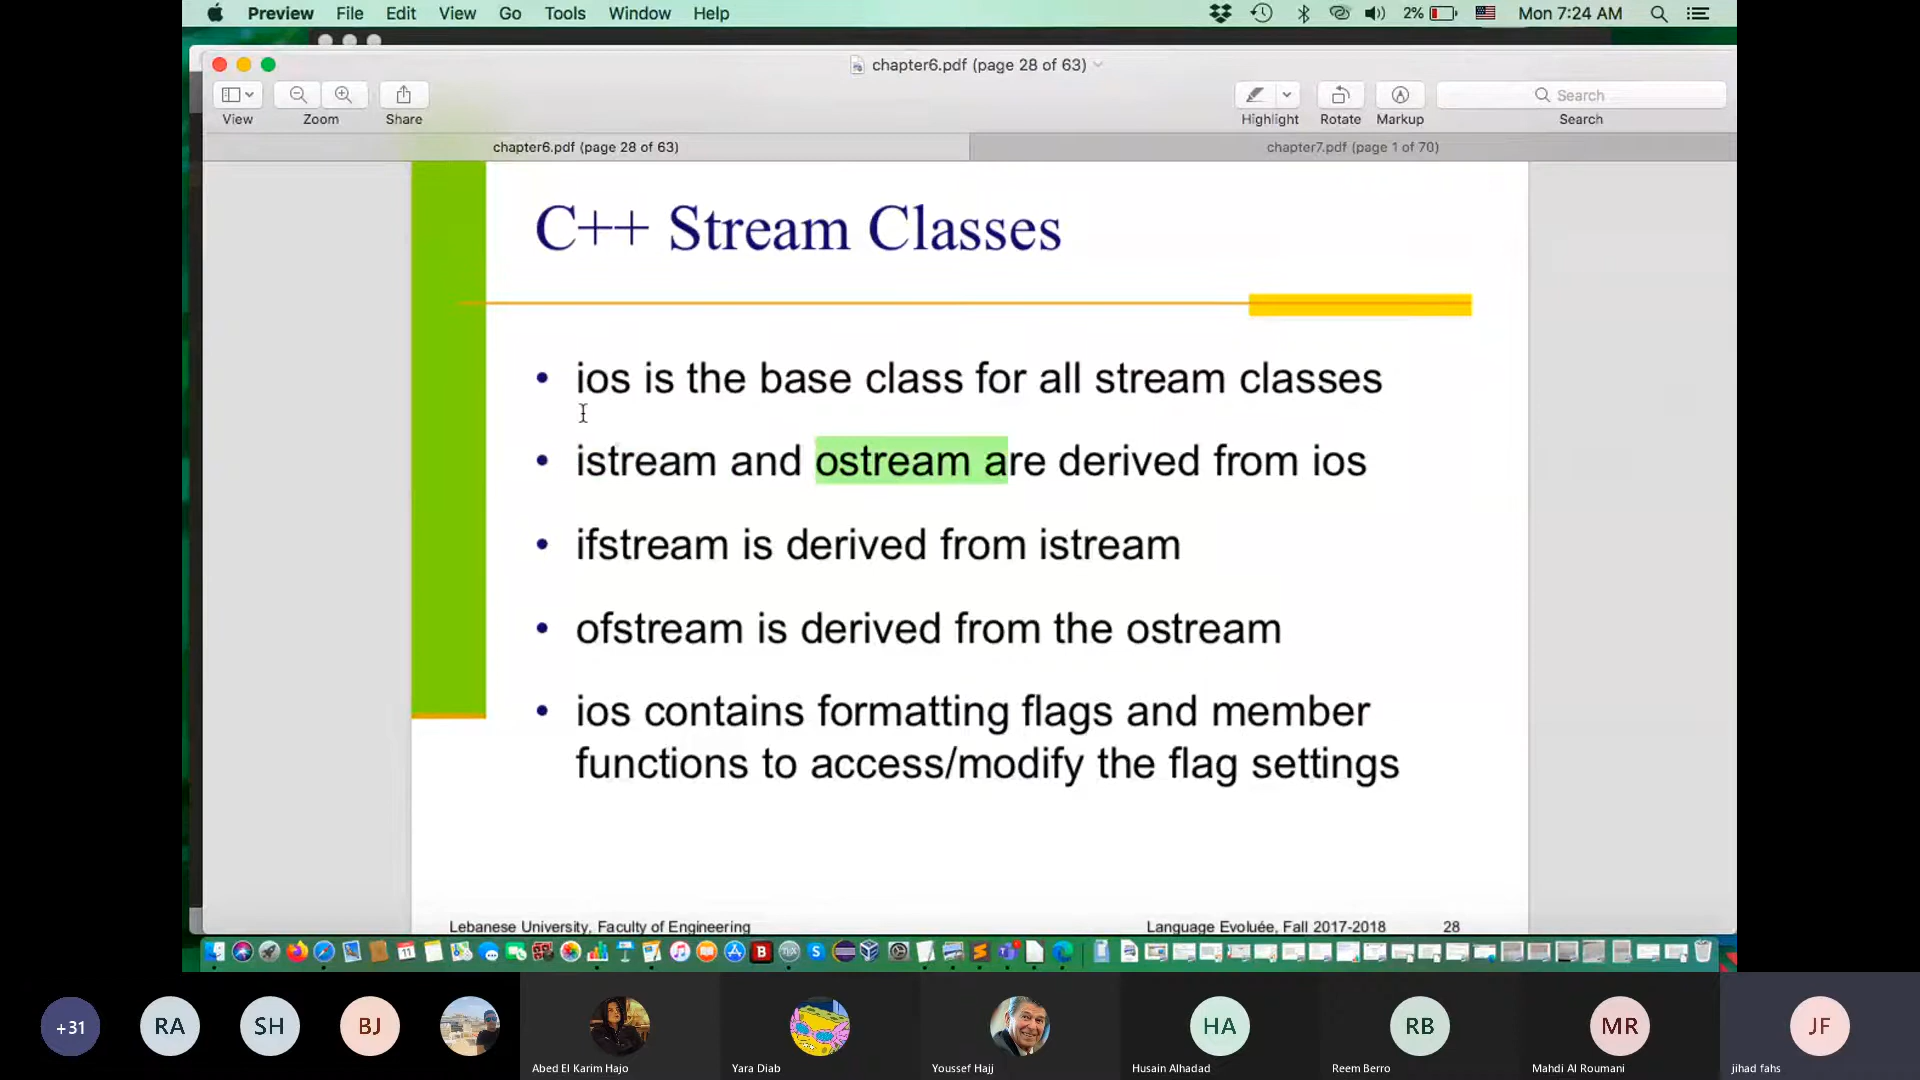 Preview File Edit View Go Tools Window Help 2% Mon 7:24 AM
chapter6.pdf (page 28 of 63)
View Zoom Share Highlight Rotate Markup Search
Search
chapter6.pdf (page 28 of 63) chapter7.pdf (page 1 of 70)
C++ Stream Classes
• ios is the base class for all stream classes
• istream and ostream are derived from ios
• ifstream is derived from istream
• ofstream is derived from the ostream
• ios contains formatting flags and member
functions to access/modify the flag settings
Lebanese University, Faculty of Engineering Language Evoluée, Fall 2017-2018 28
+31 RA SH BJ HA RB MR JF
Abed El Karim Hajo Yara Diab Youssef Hajj Husain Alhadad Reem Berro Mahdi Al Roumani jihad fahs